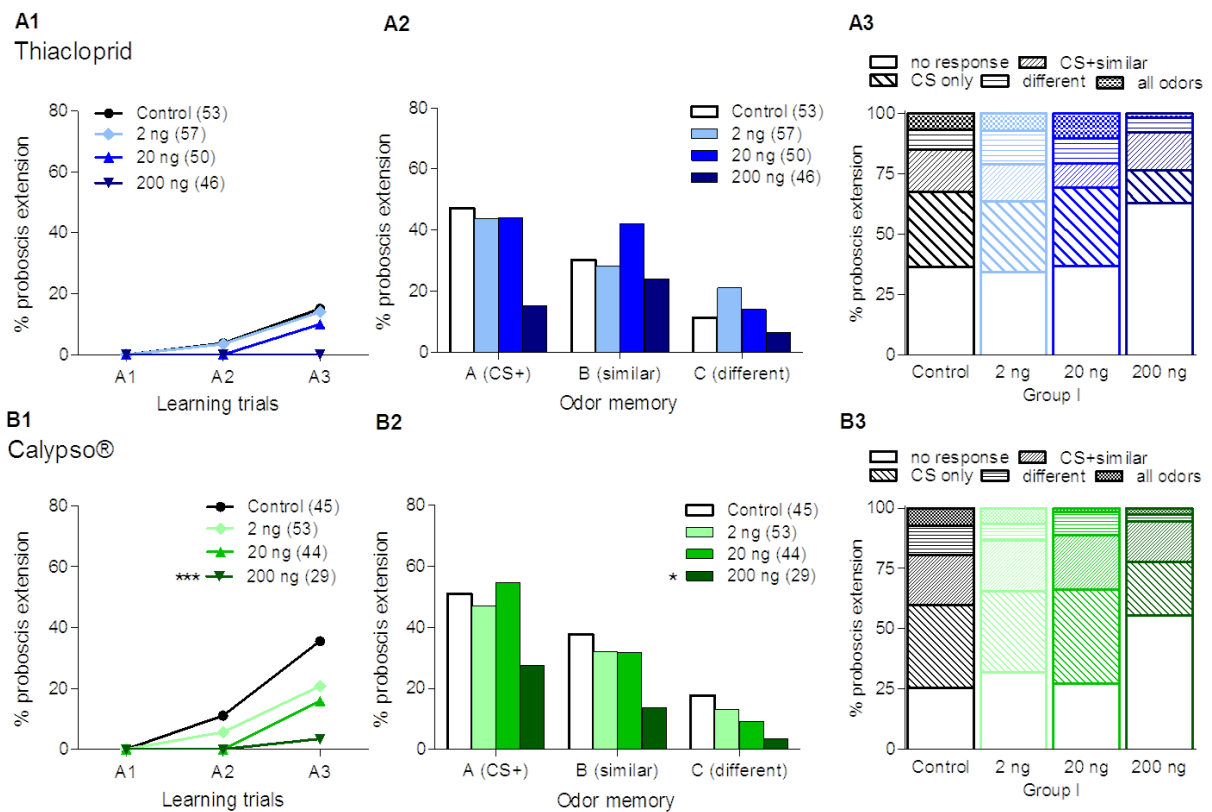 A1
Thiacloprid
80
60
40
20
0
% proboscis extension
Control (53)
2 ng (57)
20 ng (50)
200 ng (46)
A1 A2 A3
Learning trials
A2
80
60
40
20
0
% proboscis extension
Control (53)
2 ng (57)
20 ng (50)
200 ng (46)
A (CS+) B (similar) C (different)
Odor memory
A3
no response CS+similar
CS only different all odors
100
75
50
25
0
% proboscis extension
Control 2 ng 20 ng 200 ng
Group I
B1
Calypso®
80
60
40
20
0
% proboscis extension
Control (45)
2 ng (53)
20 ng (44)
*** 200 ng (29)
A1 A2 A3
Learning trials
B2
80
60
40
20
0
% proboscis extension
Control (45)
2 ng (53)
20 ng (44)
* 200 ng (29)
A (CS+) B (similar) C (different)
Odor memory
B3
no response CS+similar
CS only different all odors
100
75
50
25
0
% proboscis extension
Control 2 ng 20 ng 200 ng
Group I